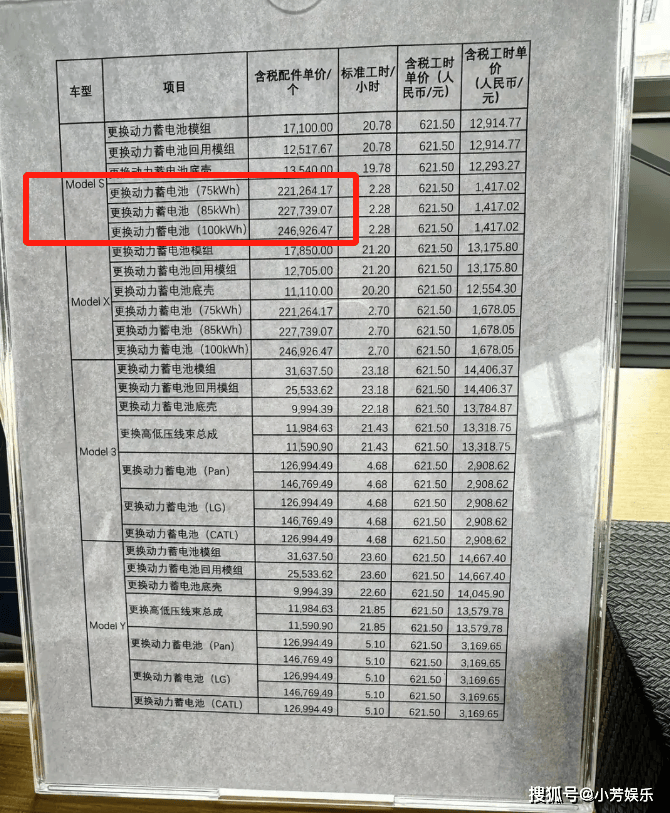 车型 项目 含税配件单价/个 标准工时/小时 含税工时单价（人民币/元） 含税工时单价（人民币/元）
Model S
更换动力蓄电池模组 17,100.00 20.78 621.50 12,914.77
更换动力蓄电池回用模组 12,517.67 20.78 621.50 12,914.77
更换动力蓄电池底壳 13,540.00 19.78 621.50 12,293.27
更换动力蓄电池（75kWh） 221,264.17 2.28 621.50 1,417.02
更换动力蓄电池（85kWh） 227,739.07 2.28 621.50 1,417.02
更换动力蓄电池（100kWh） 246,926.47 2.28 621.50 1,417.02
Model X
更换动力蓄电池模组 17,850.00 21.20 621.50 13,175.80
更换动力蓄电池回用模组 12,705.00 21.20 621.50 13,175.80
更换动力蓄电池底壳 11,110.00 20.20 621.50 12,554.30
更换动力蓄电池（75kWh） 221,264.17 2.70 621.50 1,678.05
更换动力蓄电池（85kWh） 227,739.07 2.70 621.50 1,678.05
更换动力蓄电池（100kWh） 246,926.47 2.70 621.50 1,678.05
Model 3
更换动力蓄电池模组 31,637.50 23.18 621.50 14,406.37
更换动力蓄电池回用模组 25,533.62 23.18 621.50 14,406.37
更换动力蓄电池底壳 9,994.39 22.18 621.50 13,784.87
更换高低压线束总成 11,984.63 21.43 621.50 13,318.75
11,590.90 21.43 621.50 13,318.75
更换动力蓄电池（Pan） 126,994.49 4.68 621.50 2,908.62
146,769.49 4.68 621.50 2,908.62
更换动力蓄电池（LG） 126,994.49 4.68 621.50 2,908.62
146,769.49 4.68 621.50 2,908.62
更换动力蓄电池（CATL） 126,994.49 4.68 621.50 2,908.62
Model Y
更换动力蓄电池模组 31,637.50 23.60 621.50 14,667.40
更换动力蓄电池回用模组 25,533.62 23.60 621.50 14,667.40
更换动力蓄电池底壳 9,994.39 22.60 621.50 14,045.90
更换高低压线束总成 11,984.63 21.85 621.50 13,579.78
11,590.90 21.85 621.50 13,579.78
更换动力蓄电池（Pan） 126,994.49 5.10 621.50 3,169.65
146,769.49 5.10 621.50 3,169.65
更换动力蓄电池（LG） 126,994.49 5.10 621.50 3,169.65
146,769.49 5.10 621.50 3,169.65
更换动力蓄电池（CATL） 126,994.49 5.10 621.50 3,169.65
搜狐号@小芳娱乐